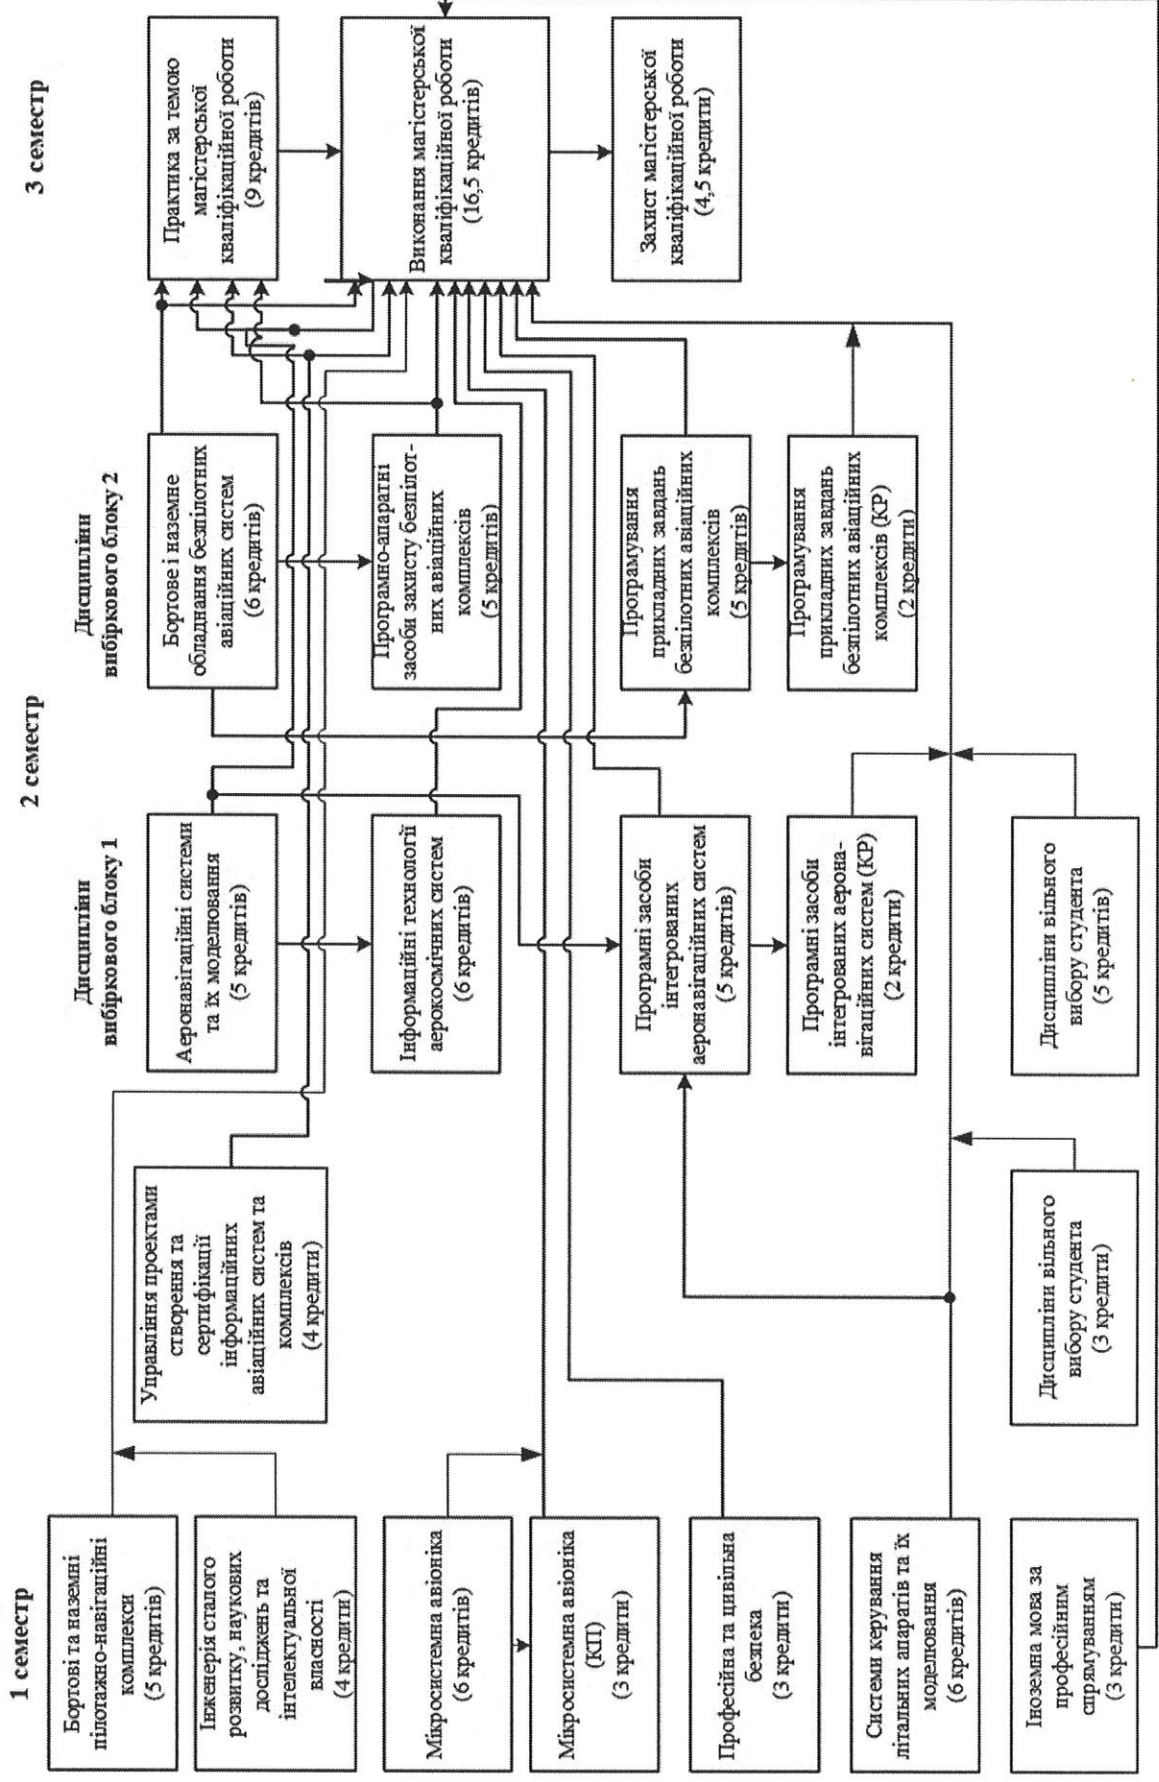 1 семестр
Бортові та наземні
пілотажно-навігаційні
комплекси
(5 кредитів)
Інженерія сталого
розвитку, наукових
досліджень та
інтелектуальної
власності
(4 кредити)
Мікросистемна авіоніка
(6 кредитів)
Мікросистемна авіоніка
(КП)
(3 кредити)
Професійна та цивільна
безпека
(3 кредити)
Системи керування
літальних апаратів та їх
моделювання
(6 кредитів)
Іноземна мова за
професійним
спрямуванням
(3 кредити)
Управління проектами
створення та
сертифікації
інформаційних
авіаційних систем та
комплексів
(4 кредити)
Дисципліни вільного
вибору студента
(3 кредити)
2 семестр
Дисципліни
вибіркового блоку 1
Аеронавігаційні системи
та їх моделювання
(5 кредитів)
Інформаційні технології
аерокосмічних систем
(6 кредитів)
Програмні засоби
інтегрованих
аеронавігаційних систем
(5 кредитів)
Програмні засоби
інтегрованих аерона-
вігаційних систем (КР)
(2 кредити)
Дисципліни вільного
вибору студента
(5 кредитів)
Дисципліни
вибіркового блоку 2
Бортове і наземне
обладнання безпілотних
авіаційних систем
(6 кредитів)
Програмно-апаратні
засоби захисту безпілот-
них авіаційних
комплексів
(5 кредитів)
Програмування
прикладних завдань
безпілотних авіаційних
комплексів
(5 кредитів)
Програмування
прикладних завдань
безпілотних авіаційних
комплексів (КР)
(2 кредити)
3 семестр
Практика за темою
магістерської
кваліфікаційної роботи
(9 кредитів)
Виконання магістерської
кваліфікаційної роботи
(16,5 кредитів)
Захист магістерської
кваліфікаційної роботи
(4,5 кредити)